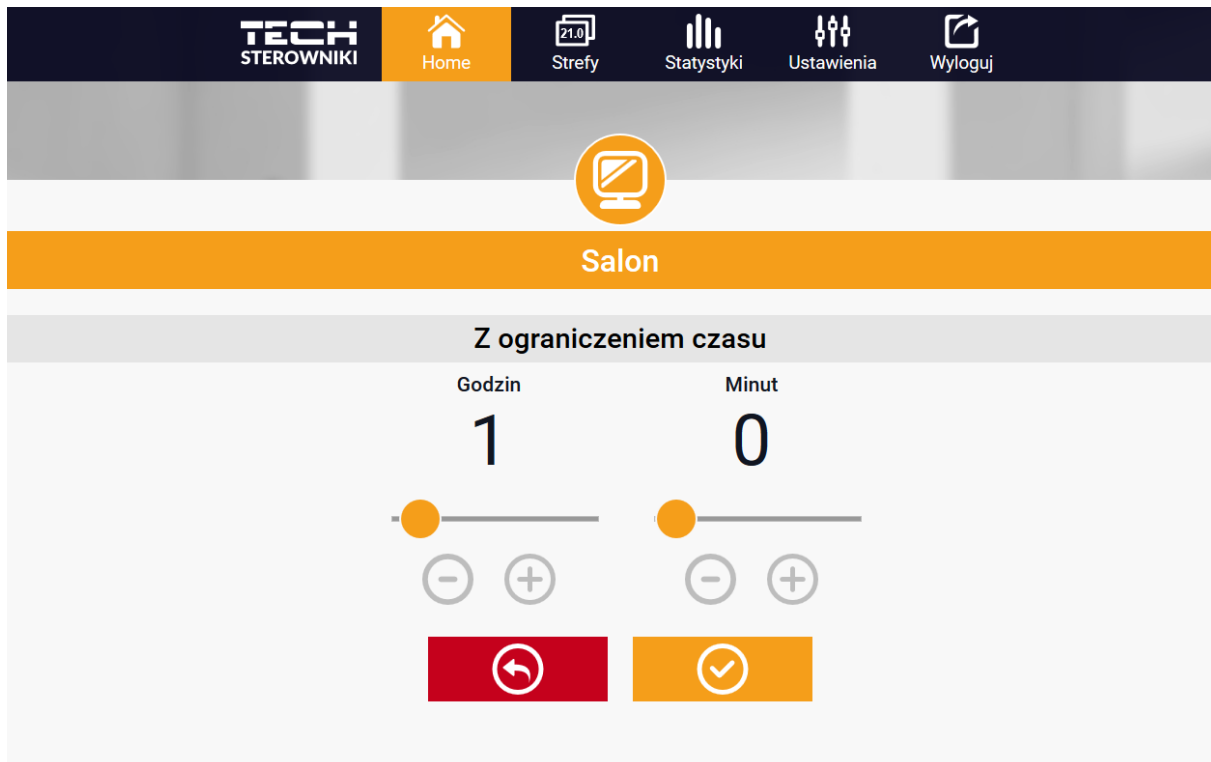 TECH
STEROWNIKI
Home
21.0
Strefy
Statystyki
Ustawienia
Wyloguj
Salon
Z ograniczeniem czasu
Godzin
Minut
1
0